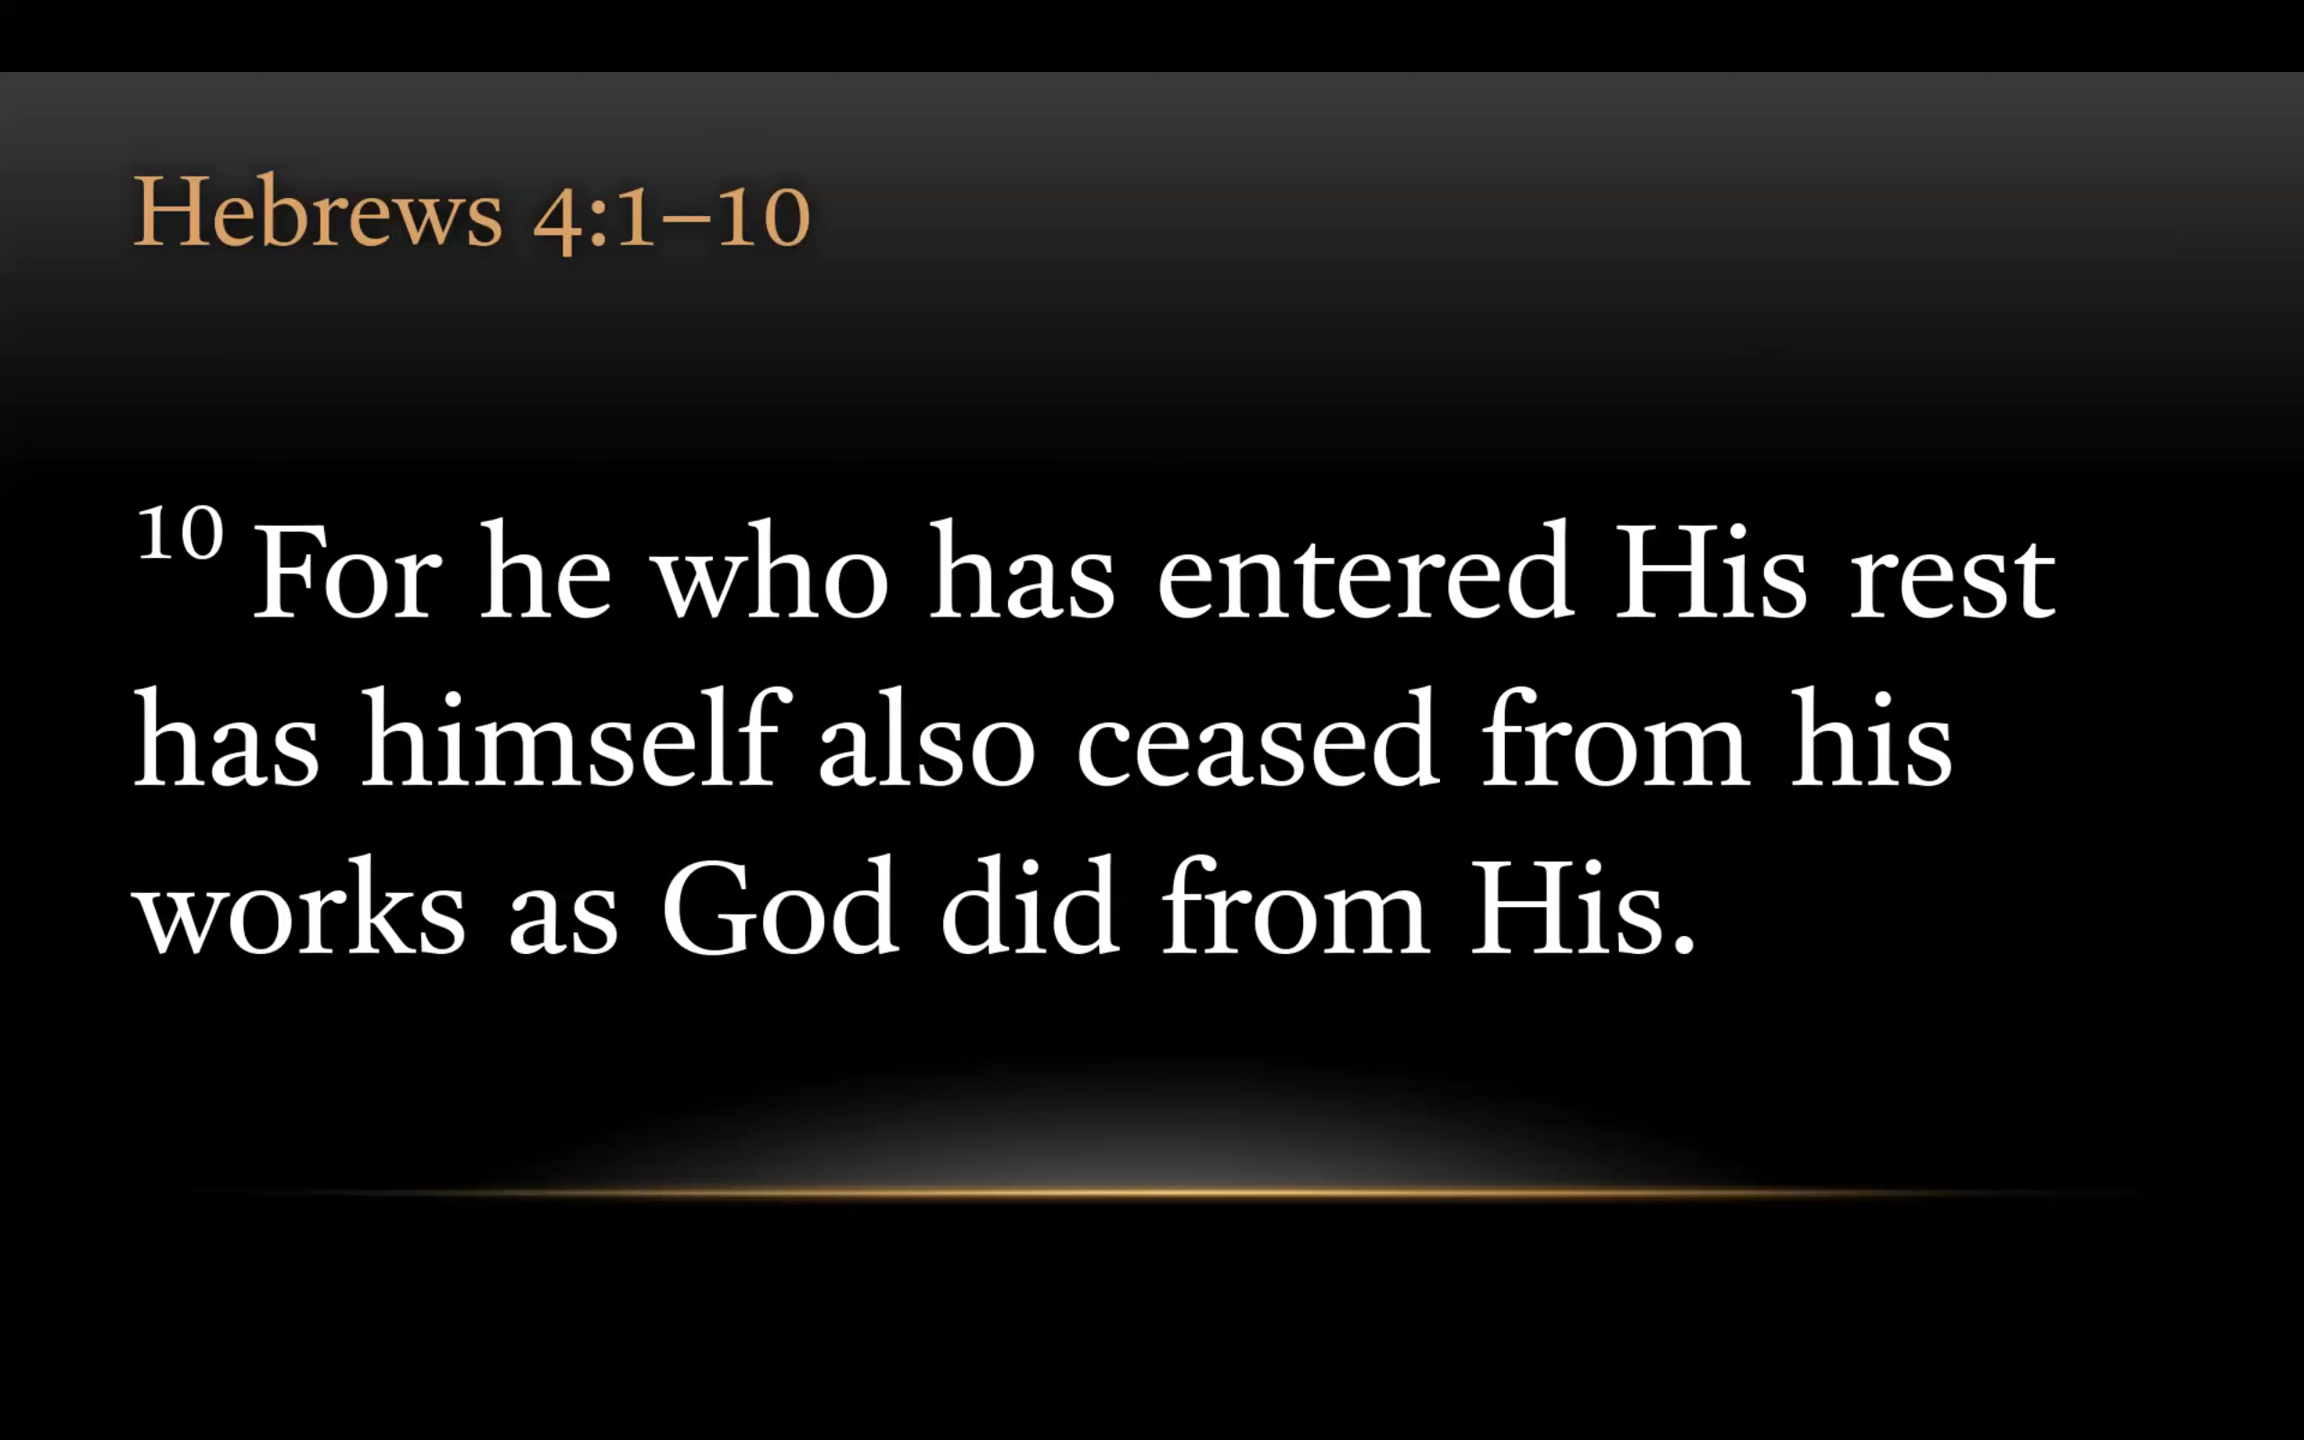 Hebrews 4:1–10
10 For he who has entered His rest
has himself also ceased from his
works as God did from His.